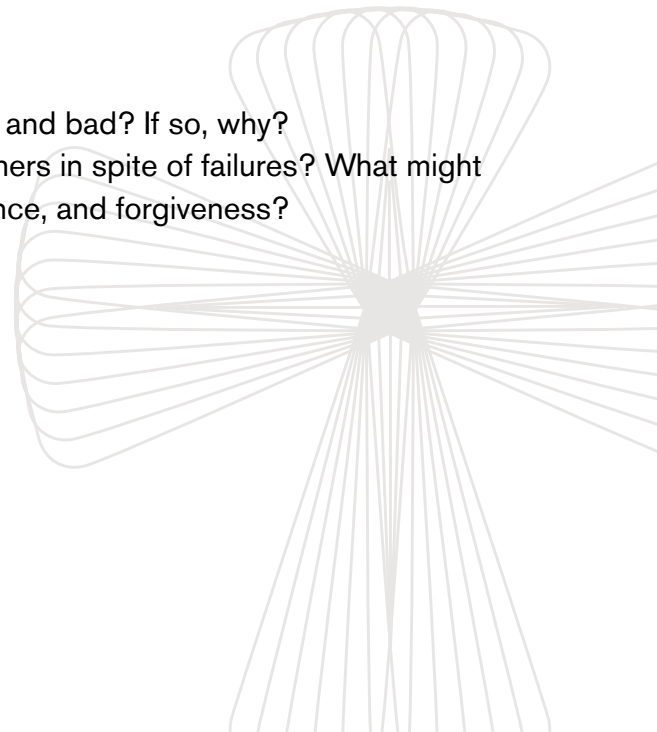 and bad? If so, why?
ners in spite of failures? What might
nce, and forgiveness?